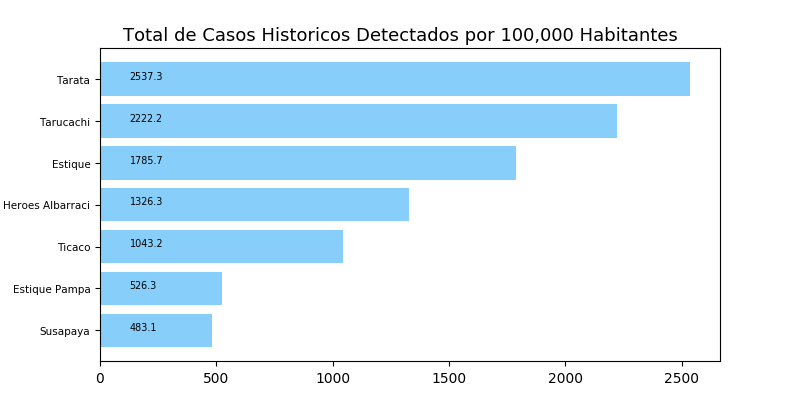 Total de Casos Historicos Detectados por 100,000 Habitantes
Tarata 2537.3
Tarucachi 2222.2
Estique 1785.7
Heroes Albarraci 1326.3
Ticaco 1043.2
Estique Pampa 526.3
Susapaya 483.1
0 500 1000 1500 2000 2500